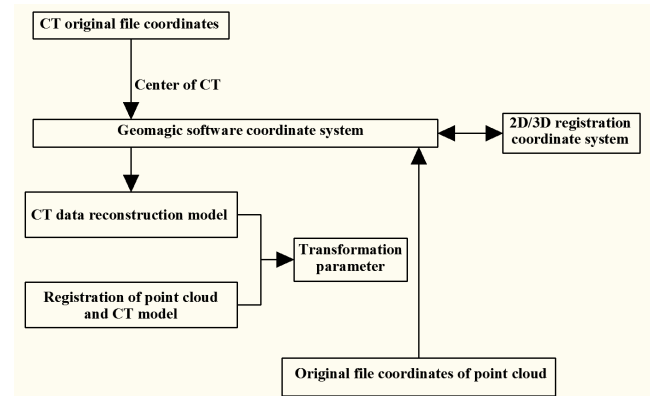 CT original file coordinates
Center of CT
Geomagic software coordinate system
2D/3D registration
coordinate system
CT data reconstruction model
Transformation
parameter
Registration of point cloud
and CT model
Original file coordinates of point cloud